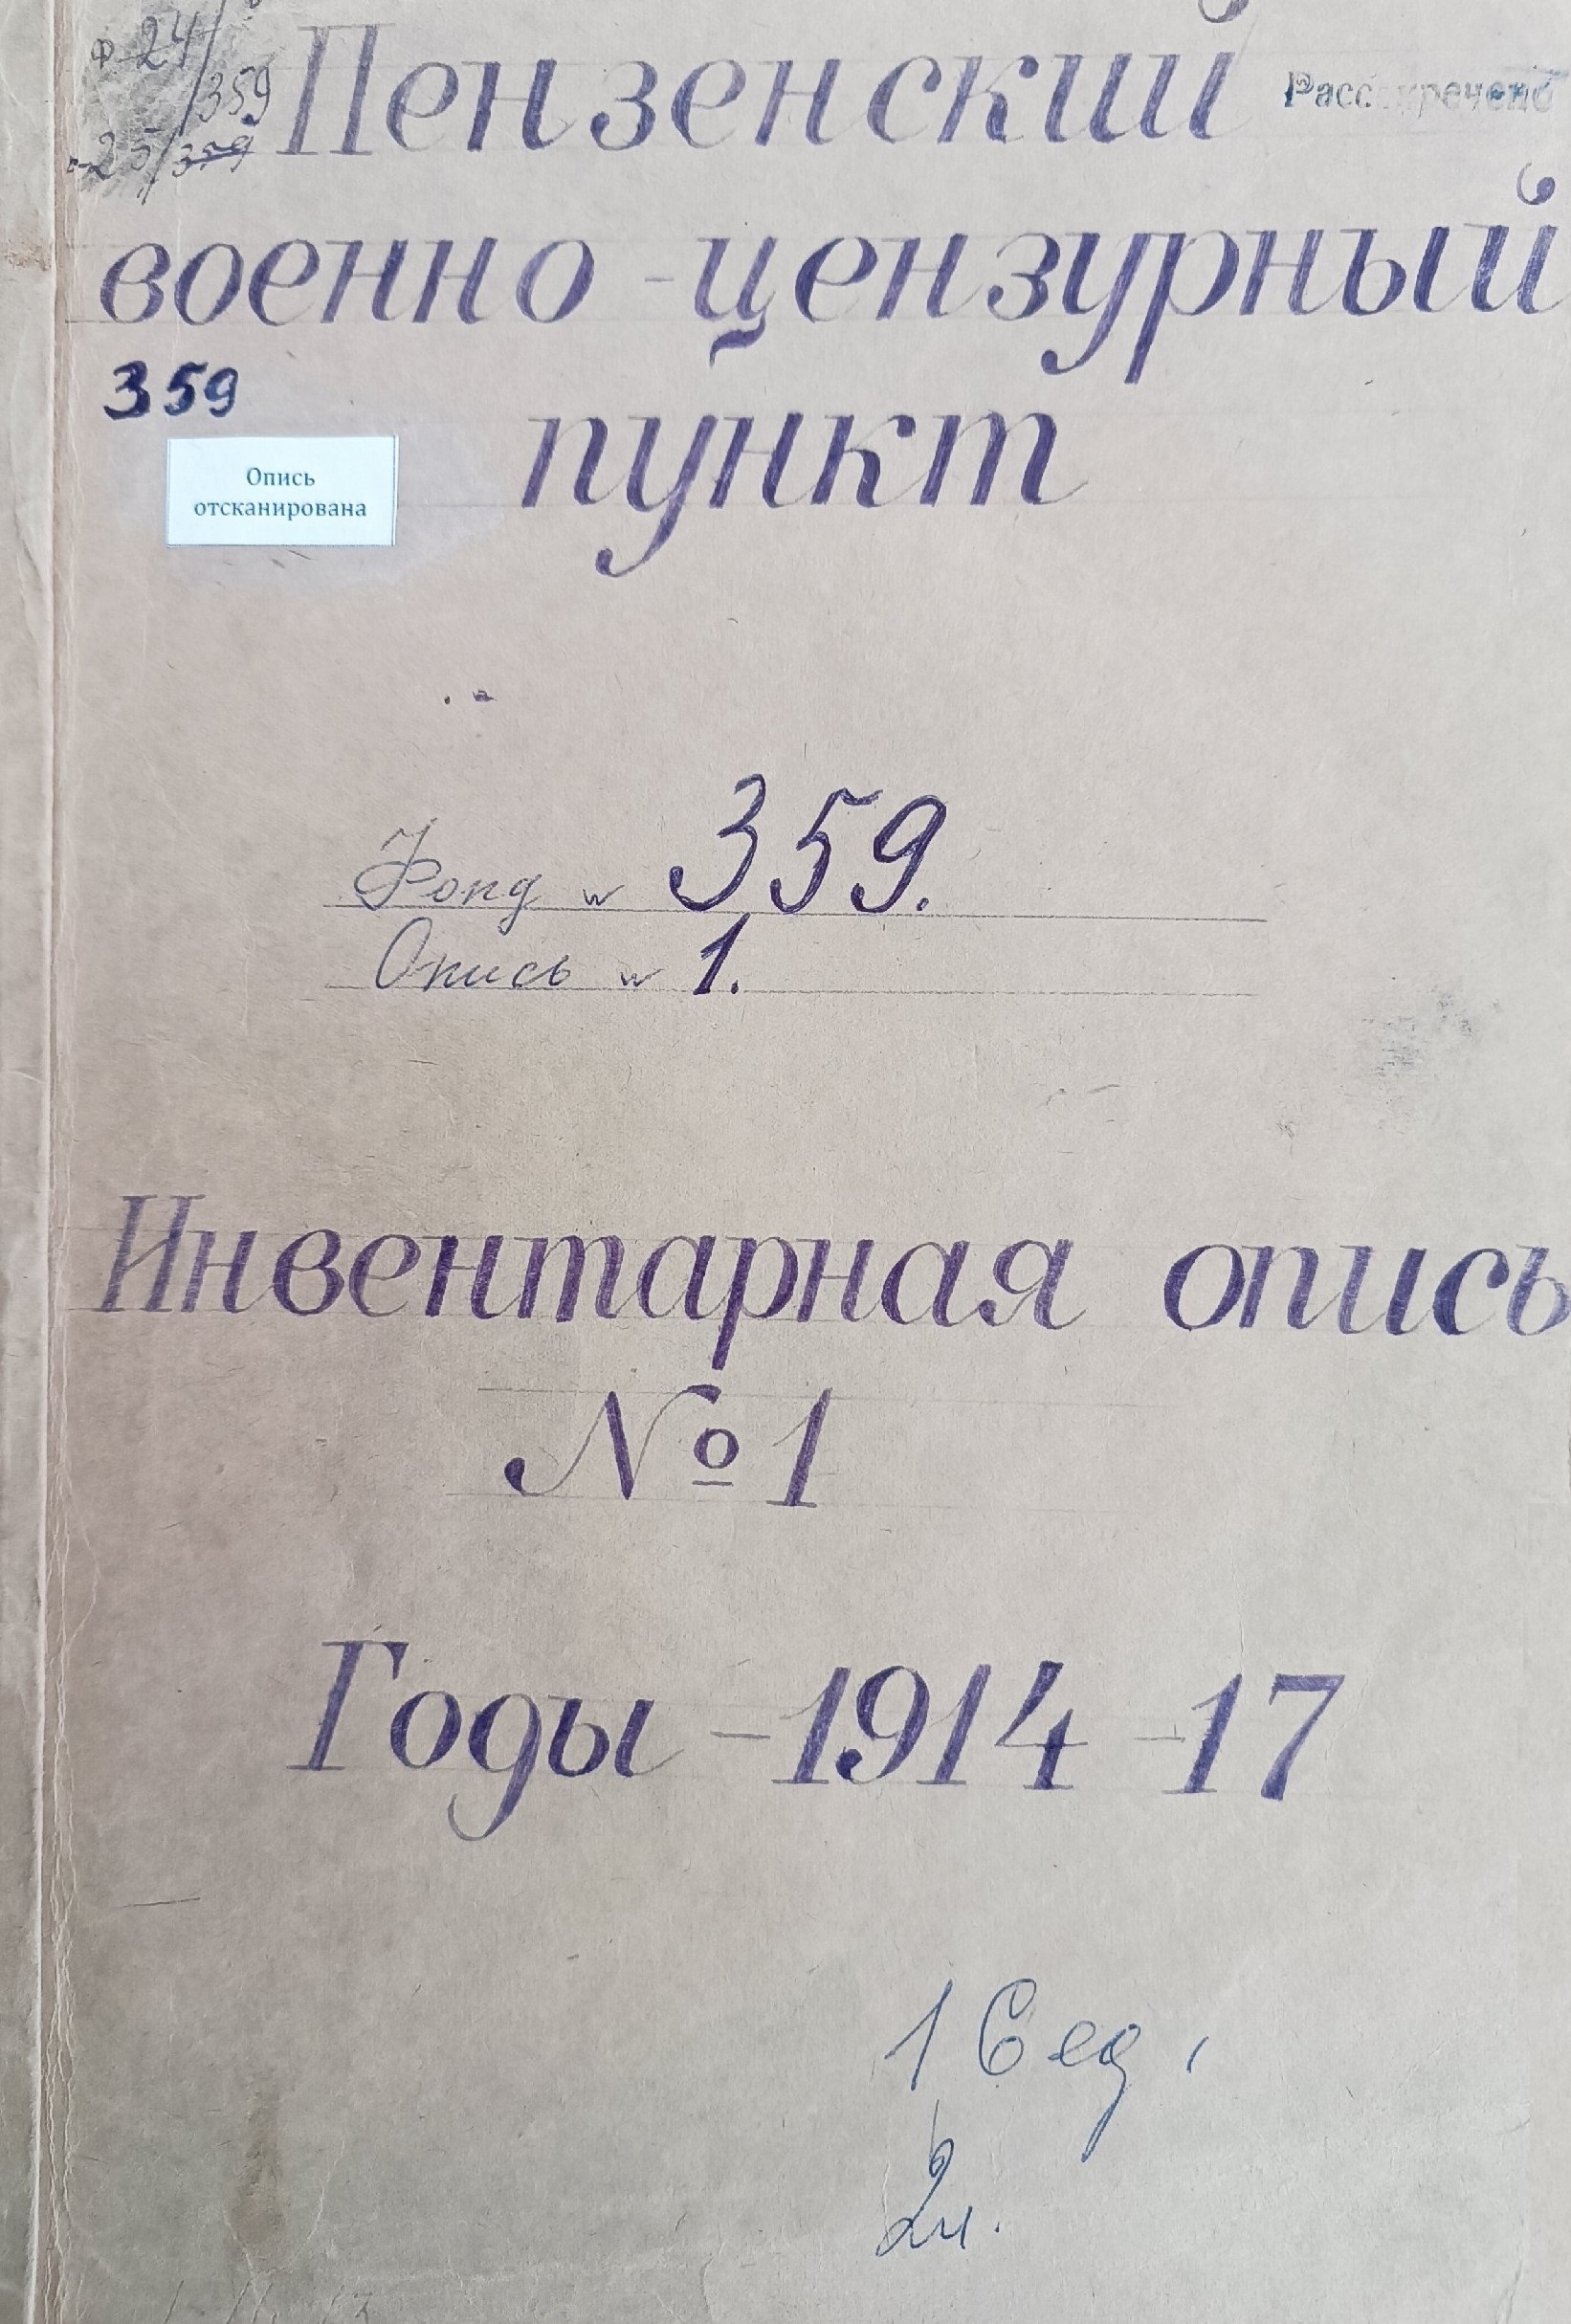 Ф 24/359
25/359
Пензенский
Рассекречено
военно-цензурный
359
пункт
Опись
отсканирована
Фонд № 359.
Опись № 1.
Инвентарная опись
№ 1
Годы - 1914-17
16 ед.
2л.